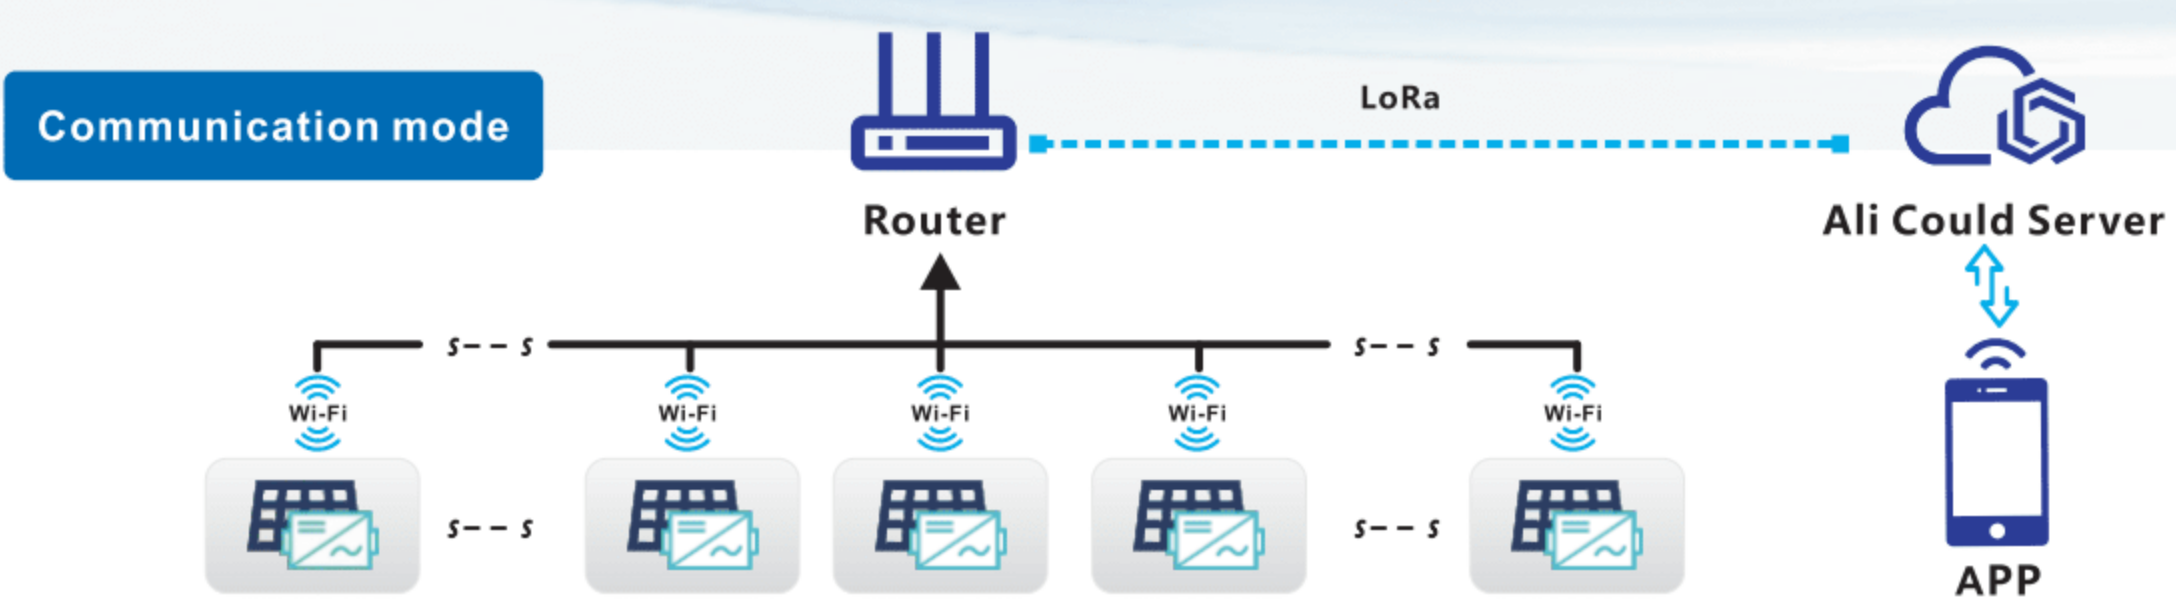 Communication mode
LoRa
Router
Ali Could Server
Wi-Fi
Wi-Fi
Wi-Fi
Wi-Fi
Wi-Fi
APP